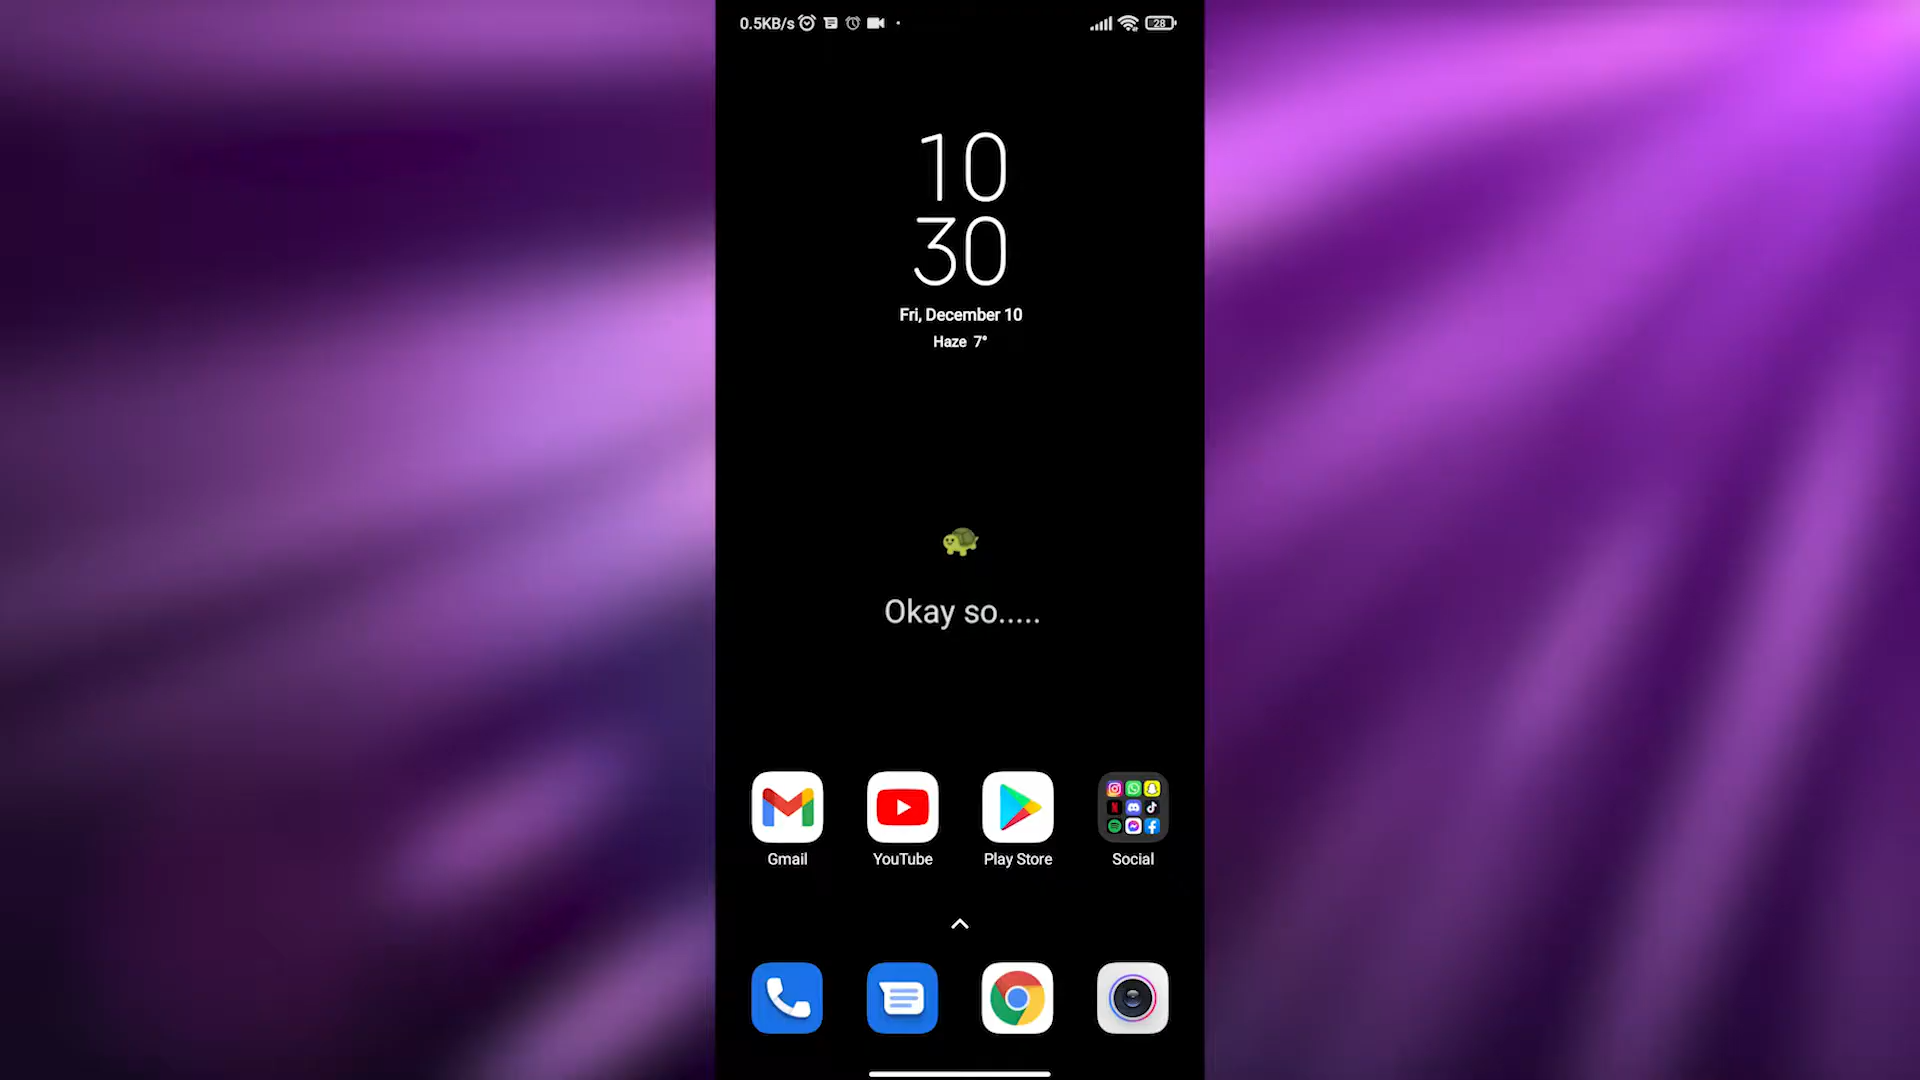 0.5KB/s
28
10
30
Fri, December 10
Haze 7°
Okay so.....
Gmail
YouTube
Play Store
Social